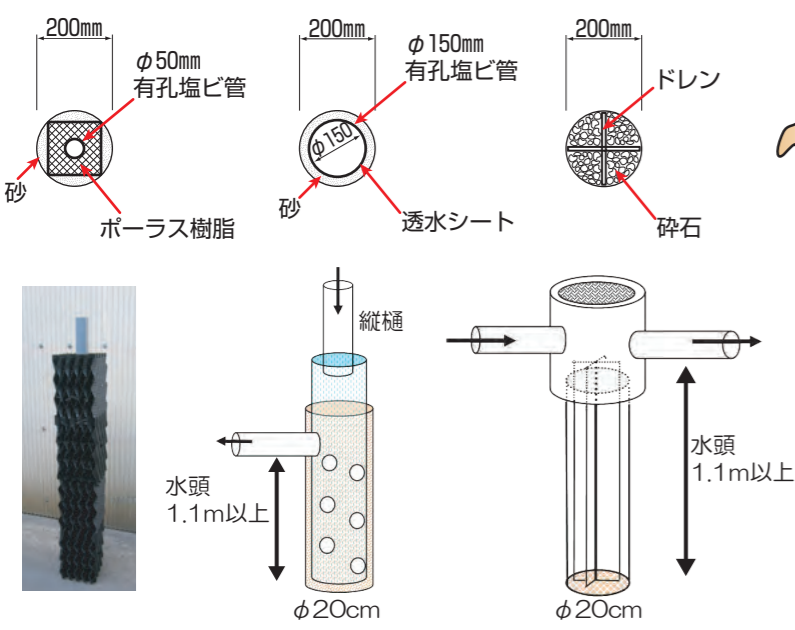 200㎜
φ50㎜
有孔塩ビ管
砂
ポーラス樹脂
200㎜
φ150㎜
有孔塩ビ管
φ150
砂
透水シート
200㎜
ドレン
砕石
縦樋
水頭
1.1m以上
φ20cm
水頭
1.1m以上
φ20cm